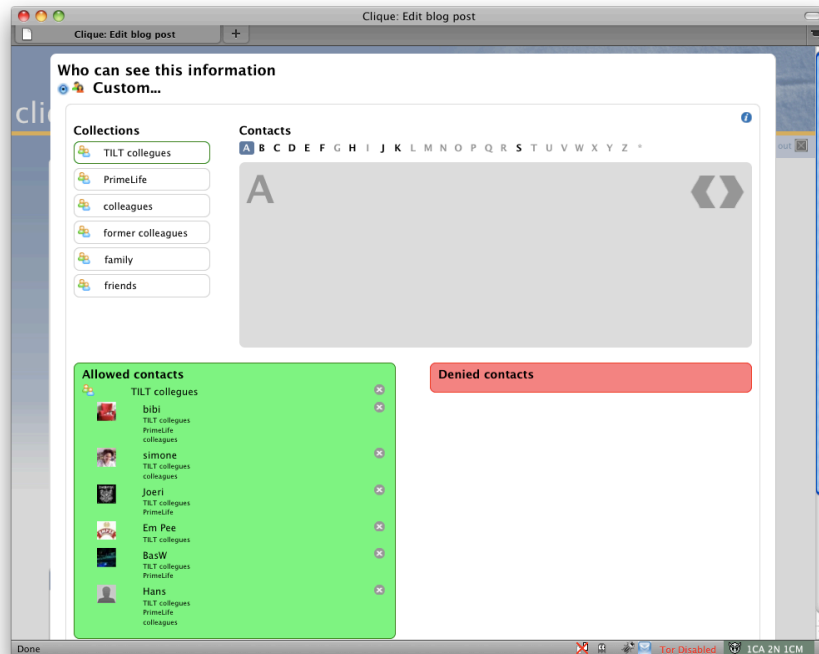 Clique: Edit blog post
Clique: Edit blog post +
Who can see this information
Custom...
cli
out
Collections
Contacts
TILT collegues
A B C D E F G H I J K L M N O P Q R S T U V W X Y Z *
PrimeLife
A
colleagues
former colleagues
family
friends
Allowed contacts
Denied contacts
TILT collegues
bibi
TILT collegues
PrimeLife
colleagues
simone
TILT collegues
colleagues
Joeri
TILT collegues
PrimeLife
Em Pee
TILT collegues
BasW
TILT collegues
PrimeLife
Hans
TILT collegues
PrimeLife
colleagues
Done
Tor Disabled
1CA 2N 1CM